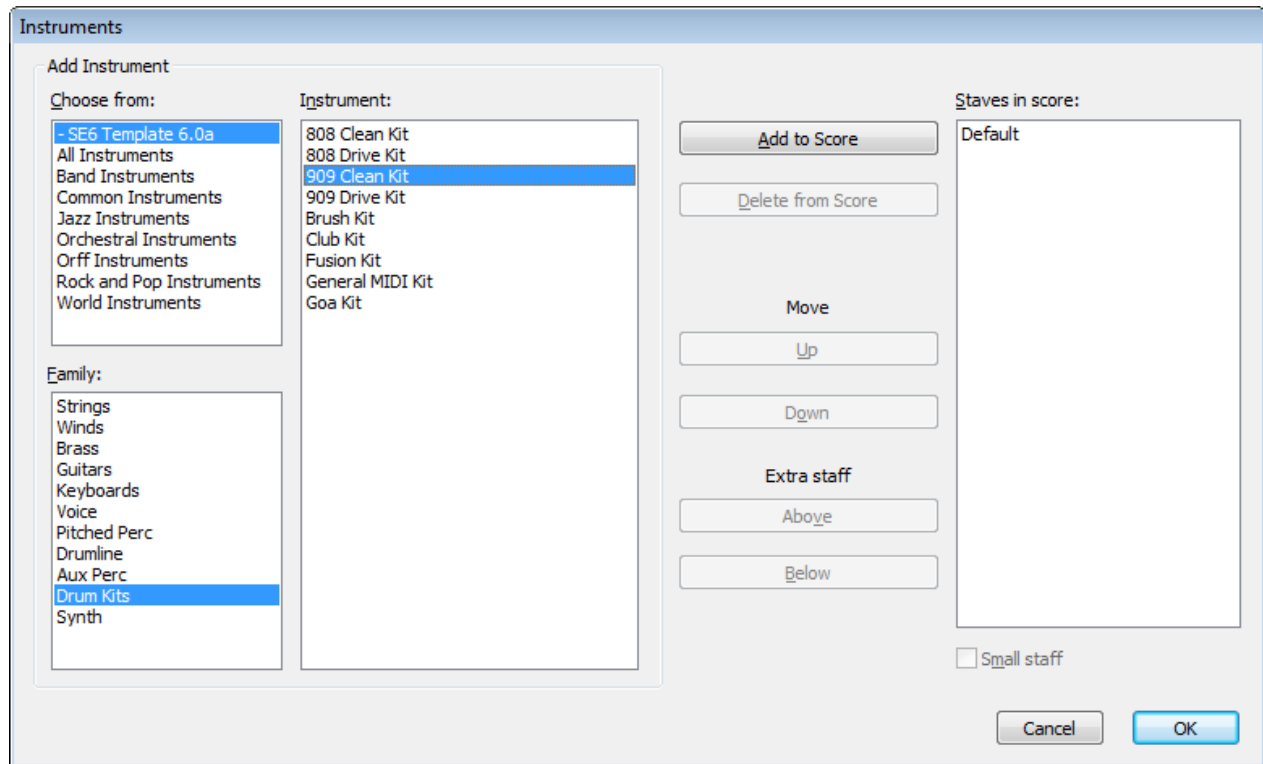 Instruments
Add Instrument
Choose from:
- SE6 Template 6.0a
All Instruments
Band Instruments
Common Instruments
Jazz Instruments
Orchestral Instruments
Orff Instruments
Rock and Pop Instruments
World Instruments
Family:
Strings
Winds
Brass
Guitars
Keyboards
Voice
Pitched Perc
Drumline
Aux Perc
Drum Kits
Synth
Instrument:
808 Clean Kit
808 Drive Kit
909 Clean Kit
909 Drive Kit
Brush Kit
Club Kit
Fusion Kit
General MIDI Kit
Goa Kit
Add to Score
Delete from Score
Move
Up
Down
Extra staff
Above
Below
Staves in score:
Default
Small staff
Cancel
OK